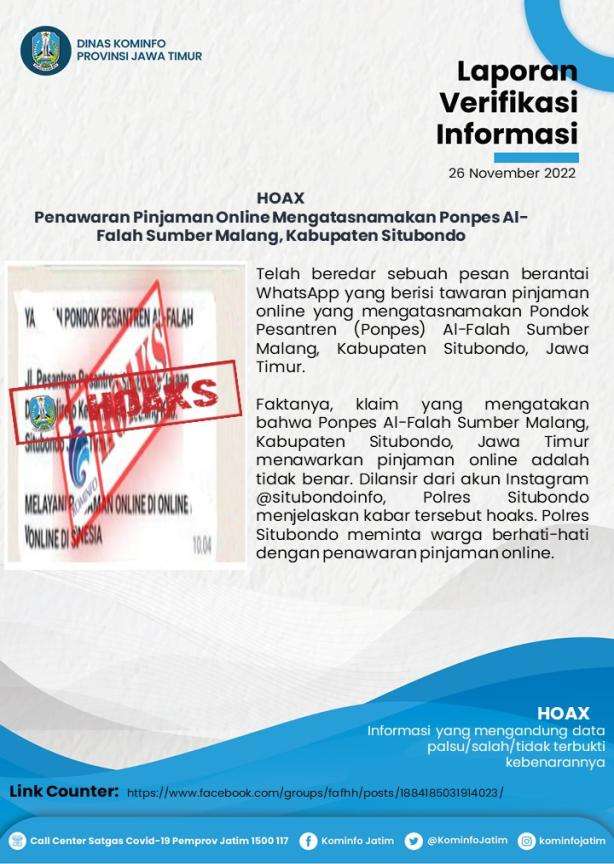 DINAS KOMINFO
PROVINSI JAWA TIMUR
Laporan
Verifikasi
Informasi
26 November 2022
HOAX
Penawaran Pinjaman Online Mengatasnamakan Ponpes Al-
Falah Sumber Malang, Kabupaten Situbondo
YA N PONDOK PESANTREN AL-FALAH
Jl. Pesantren Pesantren
HOAKS
HOAKS
KOMINFO
Situbondo
MELAYANI MAN ONLINE DI ONLINE
ONLINE DI
10.04
Telah beredar sebuah pesan berantai
WhatsApp yang berisi tawaran pinjaman
online yang mengatasnamakan Pondok
Pesantren (Ponpes) Al-Falah Sumber
Malang, Kabupaten Situbondo, Jawa
Timur.
Faktanya, klaim yang mengatakan
bahwa Ponpes Al-Falah Sumber Malang,
Kabupaten Situbondo, Jawa Timur
menawarkan pinjaman online adalah
tidak benar. Dilansir dari akun Instagram
@situbondoinfo, Polres Situbondo
menjelaskan kabar tersebut hoaks. Polres
Situbondo meminta warga berhati-hati
dengan penawaran pinjaman online.
HOAX
Informasi yang mengandung data
palsu/salah/tidak terbukti
kebenarannya
Link Counter: https://www.facebook.com/groups/fafhh/posts/1884185031914023/
Call Center Satgas Covid-19 Pemprov Jatim 1500 117 Kominfo Jatim @KominfoJatim kominfojatim